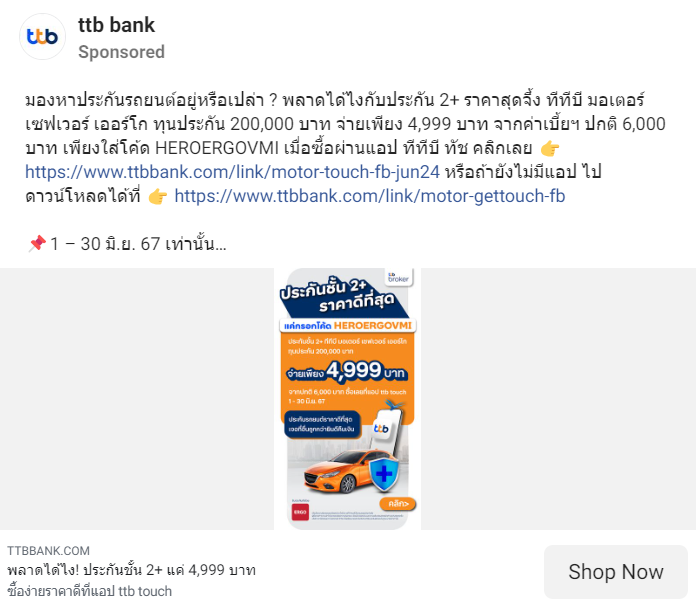 ttb
ttb bank
Sponsored
มองหาประกันรถยนต์อยู่หรือเปล่า ? พลาดได้ไงกับประกัน 2+ ราคาสุดจึ้ง ทีทีบี มอเตอร์
เซฟเวอร์ เออร์โก ทุนประกัน 200,000 บาท จ่ายเพียง 4,999 บาท จากค่าเบี้ยฯ ปกติ 6,000
บาท เพียงใส่โค้ด HEROERGOVMI เมื่อซื้อผ่านแอป ทีทีบี ทัช คลิกเลย 👉
https://www.ttbbank.com/link/motor-touch-fb-jun24 หรือถ้ายังไม่มีแอป ไป
ดาวน์โหลดได้ที่ 👉 https://www.ttbbank.com/link/motor-gettouch-fb
📌 1 – 30 มิ.ย. 67 เท่านั้น...
ttb
broker
ประกันชั้น 2+
ราคาดีที่สุด
แค่กรอกโค้ด HEROERGOVMI
ประกันชั้น 2+ ทีทีบี มอเตอร์ เซฟเวอร์ เออร์โก
ทุนประกัน 200,000 บาท
จ่ายเพียง 4,999 บาท
จากปกติ 6,000 บาท ซื้อเลยที่แอป ttb touch
1 - 30 มิ.ย. 67
ประกันรถยนต์ราคาดีที่สุด
เจอที่อื่นถูกกว่ายินดีคืนเงิน
ttb
คลิก>
ERGO
TTBBANK.COM
พลาดได้ไง! ประกันชั้น 2+ แค่ 4,999 บาท
ซื้อง่ายราคาดีที่แอป ttb touch
Shop Now